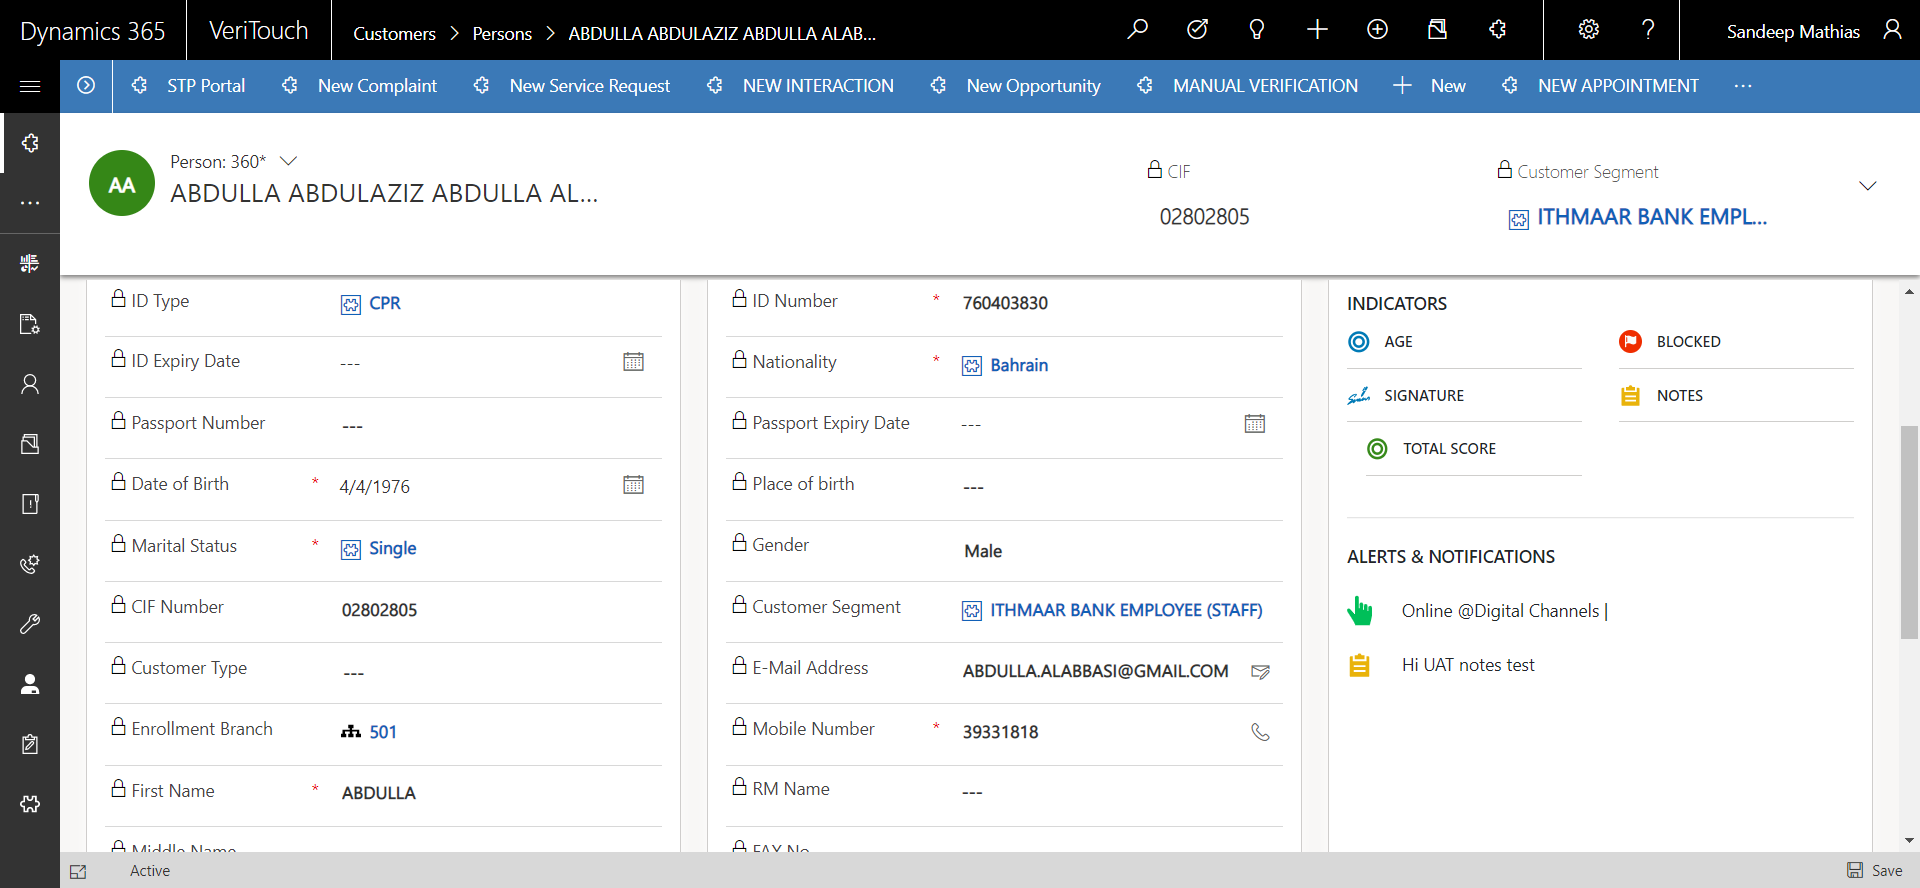 Dynamics 365
VeriTouch
Customers > Persons > ABDULLA ABDULAZIZ ABDULLA ALAB...
Sandeep Mathias
STP Portal
New Complaint
New Service Request
NEW INTERACTION
New Opportunity
MANUAL VERIFICATION
New
NEW APPOINTMENT
...
AA
Person: 360*
ABDULLA ABDULAZIZ ABDULLA AL...
CIF
02802805
Customer Segment
ITHMAAR BANK EMPL...
ID Type
CPR
ID Expiry Date
---
Passport Number
---
Date of Birth * 4/4/1976
Marital Status * Single
CIF Number
02802805
Customer Type
---
Enrollment Branch
501
First Name * ABDULLA
Middle Name
ID Number * 760403830
Nationality * Bahrain
Passport Expiry Date
---
Place of birth
---
Gender
Male
Customer Segment
ITHMAAR BANK EMPLOYEE (STAFF)
E-Mail Address
ABDULLA.ALABBASI@GMAIL.COM
Mobile Number * 39331818
RM Name
---
FAX No
INDICATORS
AGE
BLOCKED
SIGNATURE
NOTES
TOTAL SCORE
ALERTS & NOTIFICATIONS
Online @Digital Channels |
Hi UAT notes test
Active
Save